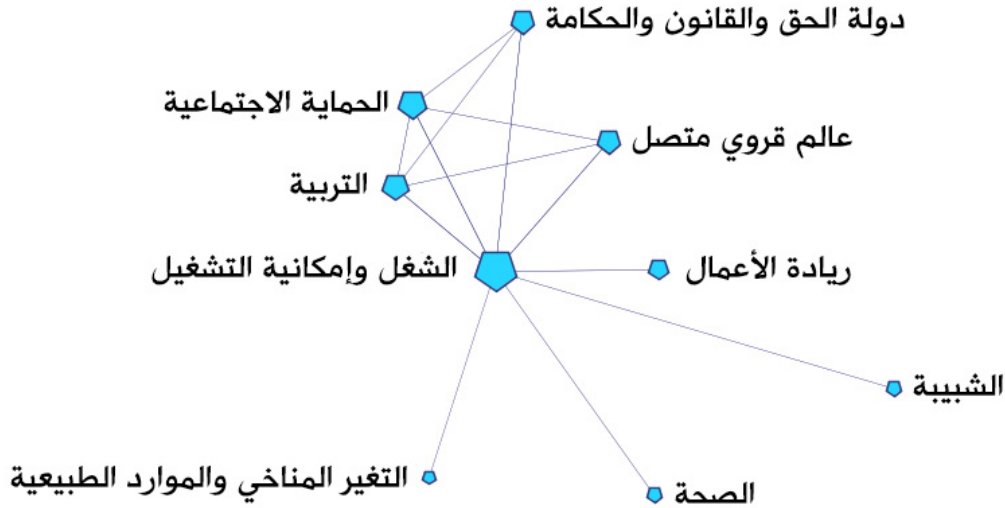 دولة الحق والقانون والحكامة
الحماية الاجتماعية
عالم قروي متصل
التربية
الشغل وإمكانية التشغيل
ريادة الأعمال
الشبيبة
التغير المناخي والموارد الطبيعية
الصحة